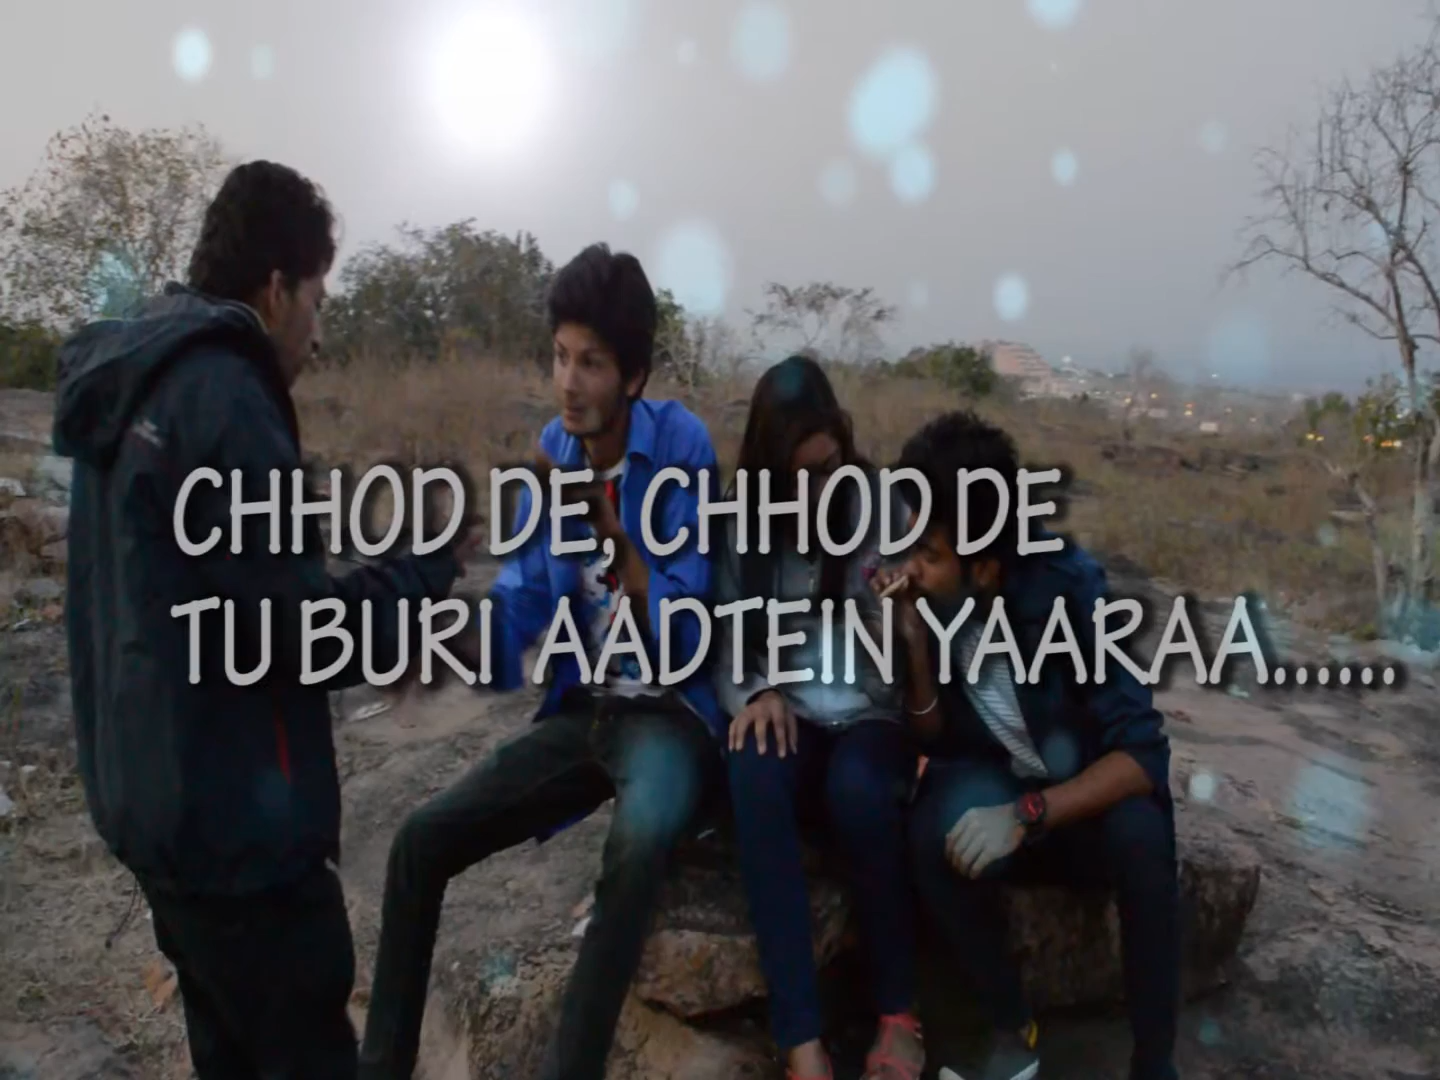 CHHOD DE, CHHOD DE
TU BURI AADTEIN YAARAA......